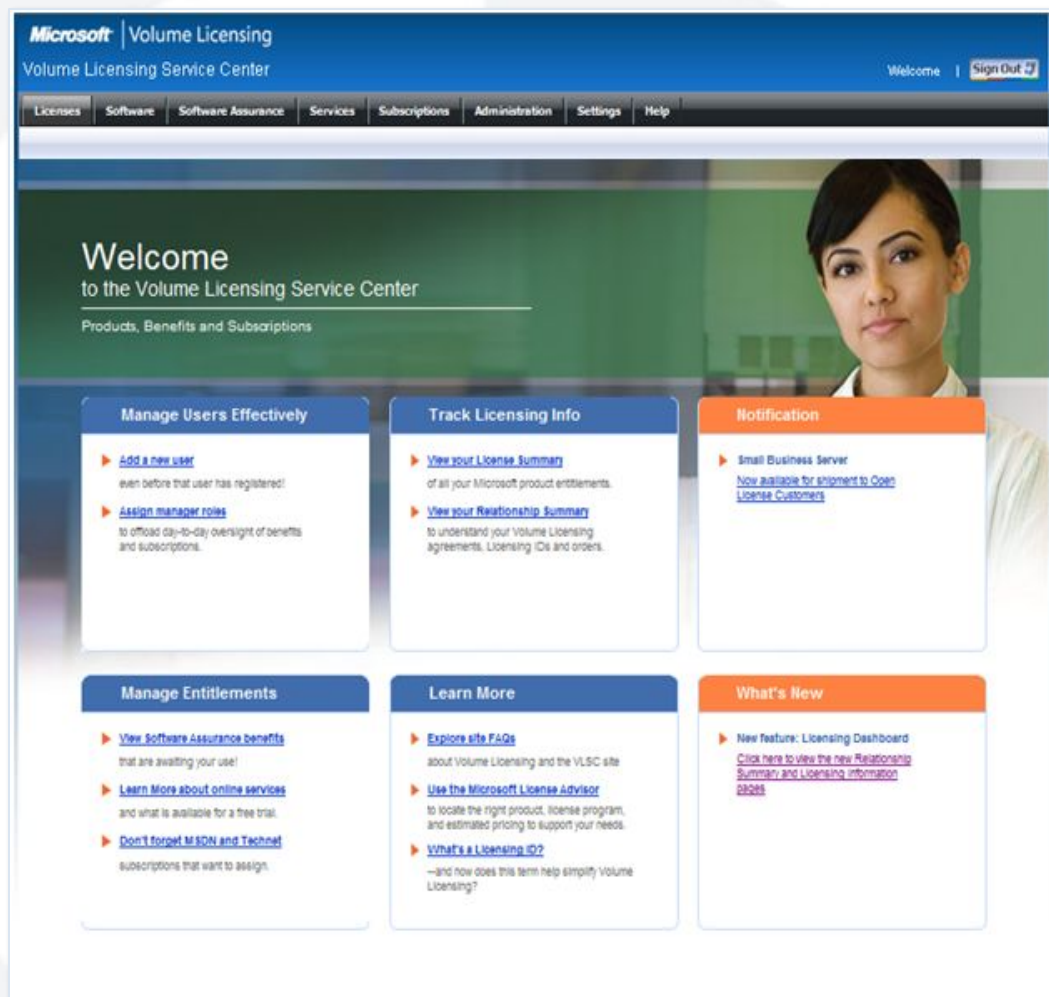 Microsoft Volume Licensing
Volume Licensing Service Center
Welcome | Sign Out
Licenses Software Software Assurance Services Subscriptions Administration Settings Help
Welcome
to the Volume Licensing Service Center
Products, Benefits and Subscriptions
Manage Users Effectively
Add a new user
even before that user has registered!
Assign manager roles
to offload day-to-day oversight of benefits
and subscriptions.
Track Licensing Info
View your License Summary
of all your Microsoft product entitlements.
View your Relationship Summary
to understand your Volume Licensing
agreements, Licensing IDs and orders.
Notification
Small Business Server
Now available for shipment to Open
License Customers
Manage Entitlements
View Software Assurance benefits
that are awaiting your use!
Learn More about online services
and what is available for a free trial.
Don't forget MSDN and Technet
subscriptions that want to assign.
Learn More
Explore site FAQs
about Volume Licensing and the VLSC site
Use the Microsoft License Advisor
to locate the right product, license program,
and estimated pricing to support your needs.
What's a Licensing ID?
—and how does this term help simplify Volume
Licensing?
What's New
New feature: Licensing Dashboard
Click here to view the new Relationship
Summary and Licensing Information
pages